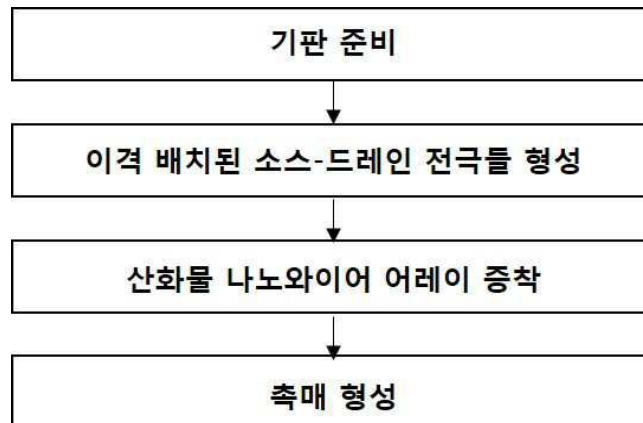 기판 준비
이격 배치된 소스-드레인 전극들 형성
산화물 나노와이어 어레이 증착
촉매 형성